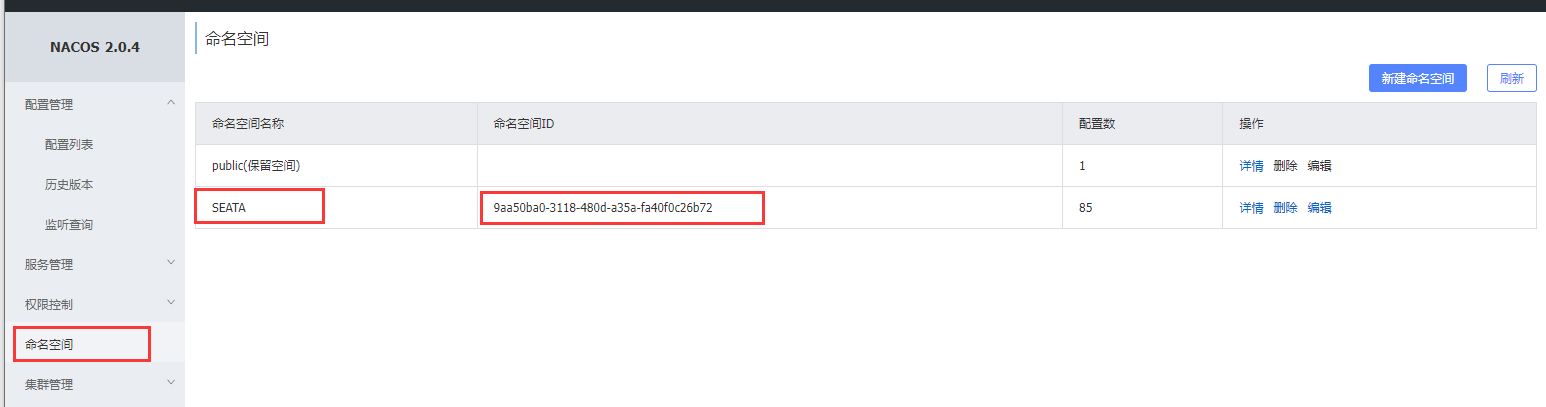 NACOS 2.0.4
配置管理
配置列表
历史版本
监听查询
服务管理
权限控制
命名空间
集群管理
命名空间
新建命名空间 刷新
命名空间名称 命名空间ID 配置数 操作
public(保留空间) 1 详情 删除 编辑
SEATA 9aa50ba0-3118-480d-a35a-fa40f0c26b72 85 详情 删除 编辑